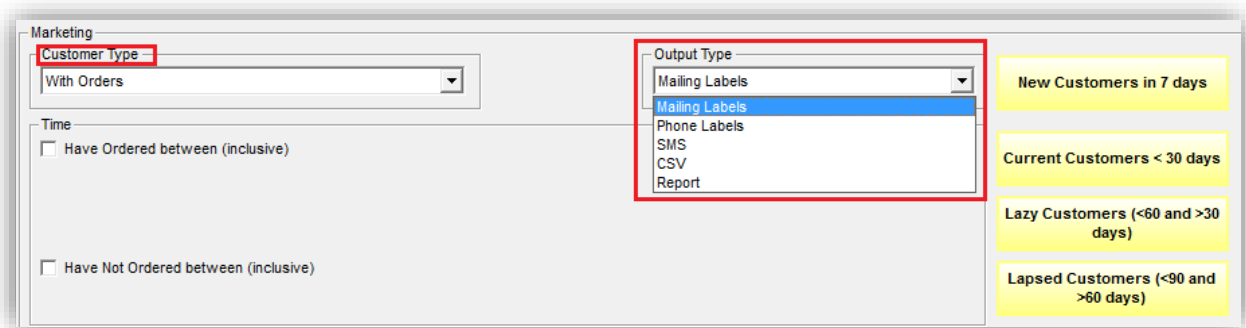 Marketing
Customer Type
With Orders
Output Type
Mailing Labels
Mailing Labels
Phone Labels
SMS
CSV
Report
Time
Have Ordered between (inclusive)
Have Not Ordered between (inclusive)
New Customers in 7 days
Current Customers < 30 days
Lazy Customers (<60 and >30
days)
Lapsed Customers (<90 and
>60 days)